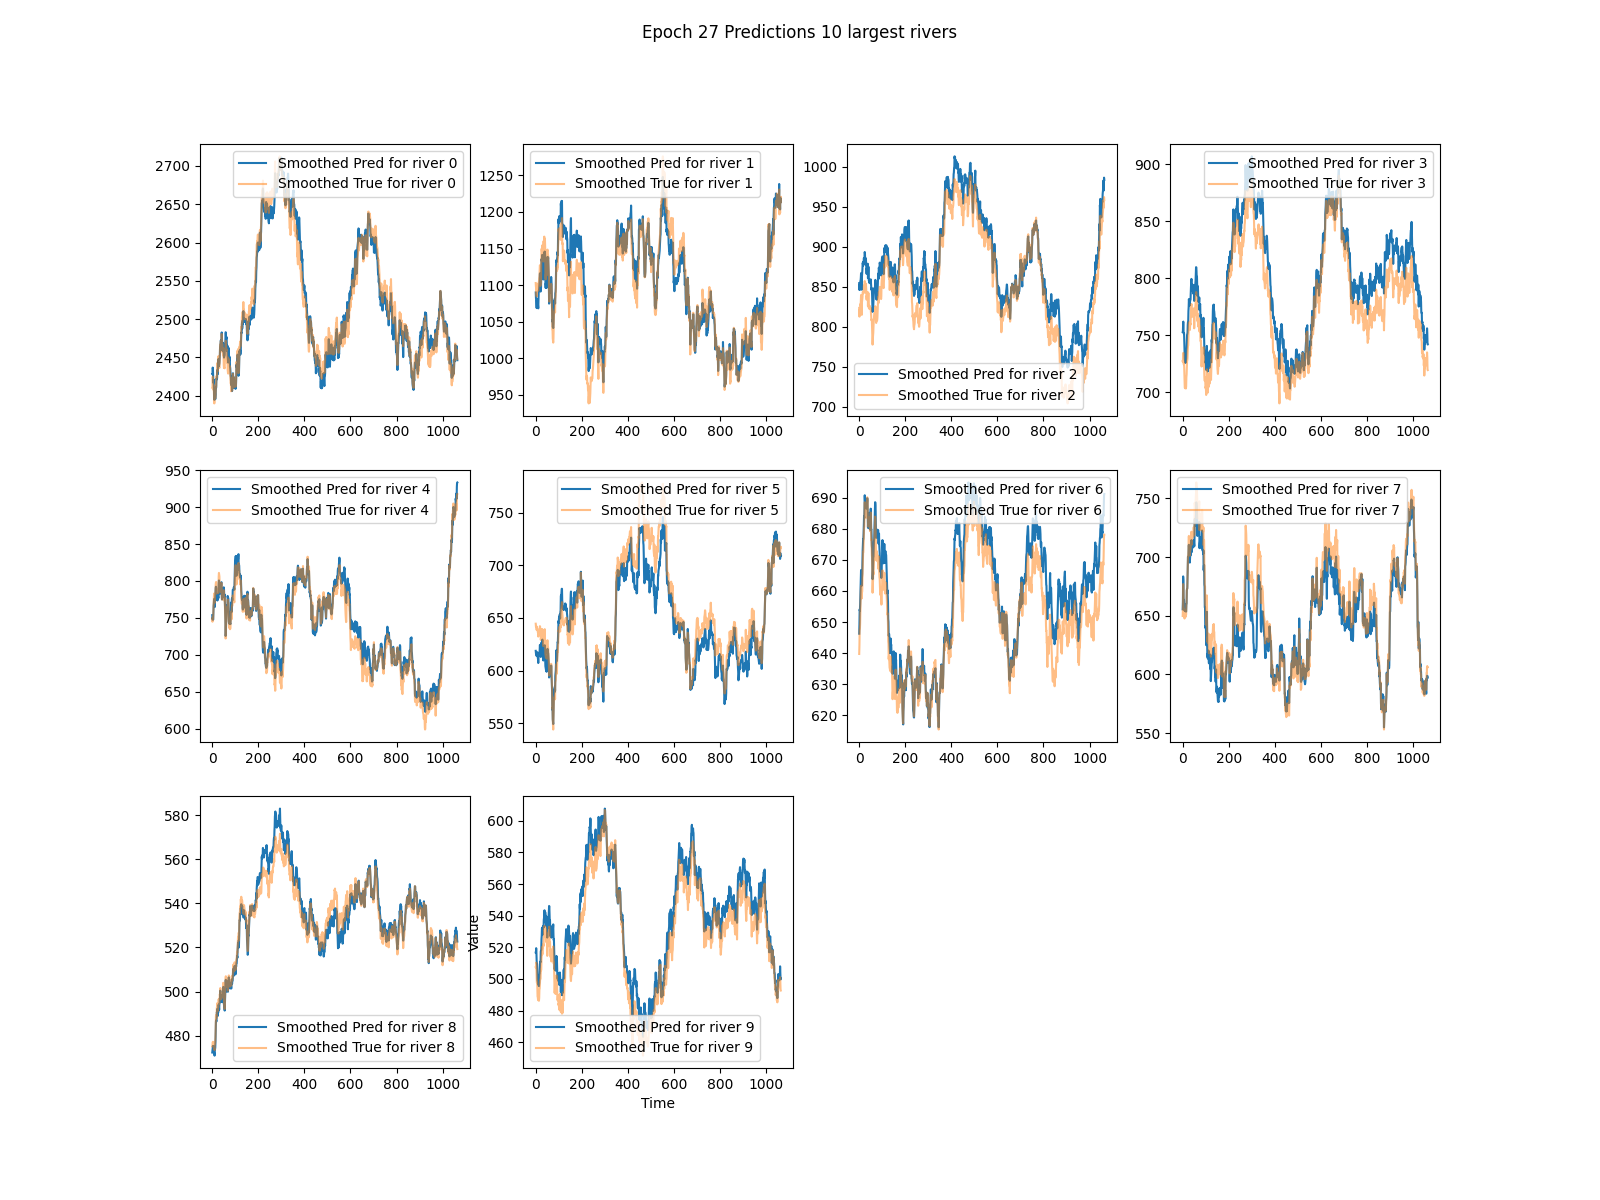 Epoch 27 Predictions 10 largest rivers
2700
2650
2600
2550
2500
2450
2400
0 200 400 600 800 1000
Smoothed Pred for river 0
Smoothed True for river 0
1250
1200
1150
1100
1050
1000
950
0 200 400 600 800 1000
Smoothed Pred for river 1
Smoothed True for river 1
1000
950
900
850
800
750
700
0 200 400 600 800 1000
Smoothed Pred for river 2
Smoothed True for river 2
900
850
800
750
700
0 200 400 600 800 1000
Smoothed Pred for river 3
Smoothed True for river 3
950
900
850
800
750
700
650
600
0 200 400 600 800 1000
Smoothed Pred for river 4
Smoothed True for river 4
750
700
650
600
550
0 200 400 600 800 1000
Smoothed Pred for river 5
Smoothed True for river 5
690
680
670
660
650
640
630
620
0 200 400 600 800 1000
Smoothed Pred for river 6
Smoothed True for river 6
750
700
650
600
550
0 200 400 600 800 1000
Smoothed Pred for river 7
Smoothed True for river 7
580
560
540
520
500
480
0 200 400 600 800 1000
Smoothed Pred for river 8
Smoothed True for river 8
Value
600
580
560
540
520
500
480
460
0 200 400 600 800 1000
Time
Smoothed Pred for river 9
Smoothed True for river 9